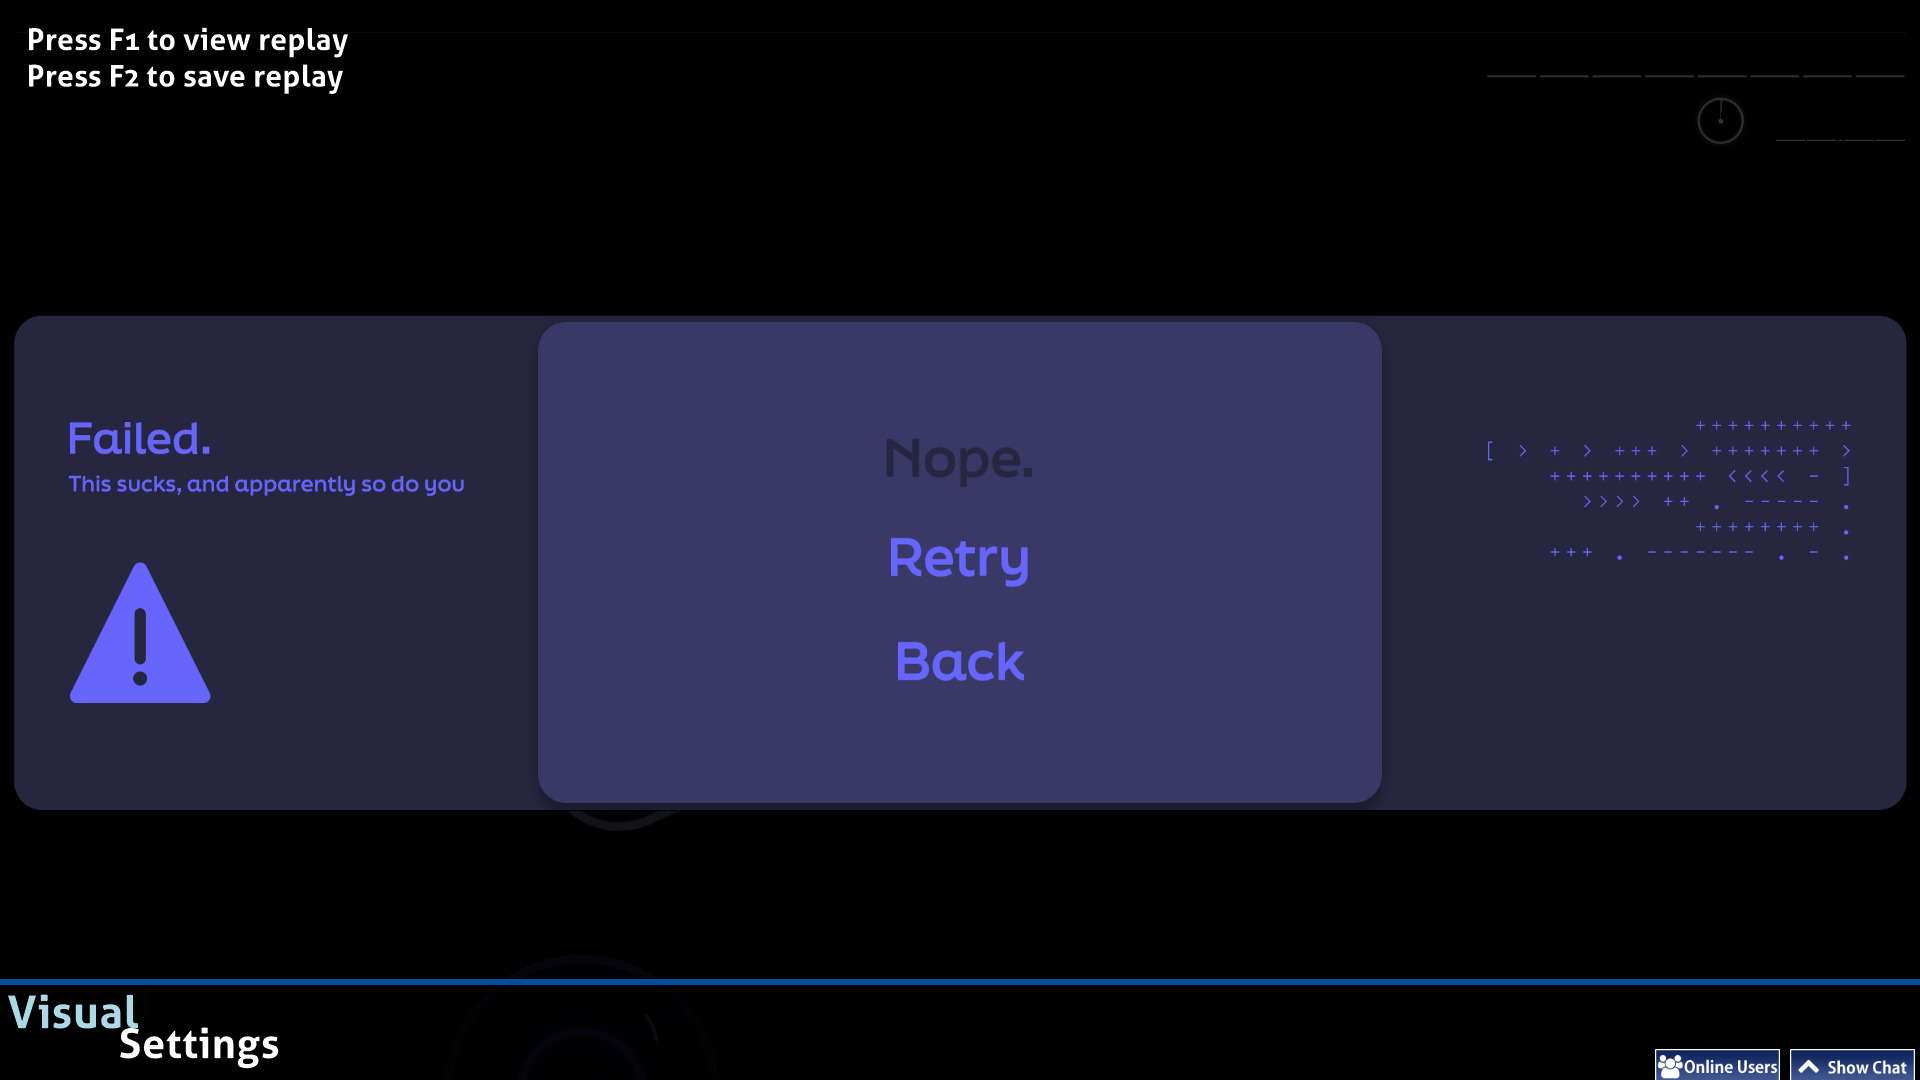 Press F1 to view replay
Press F2 to save replay
Failed.
This sucks, and apparently so do you
Nope.
Retry
Back
++++++++++
[ > + > +++ > +++++++ >
++++++++++ <<<< - ]
>>>> ++ . ----- .
++++++++ .
+++ . ------- . - .
Visual
Settings
Online Users
Show Chat